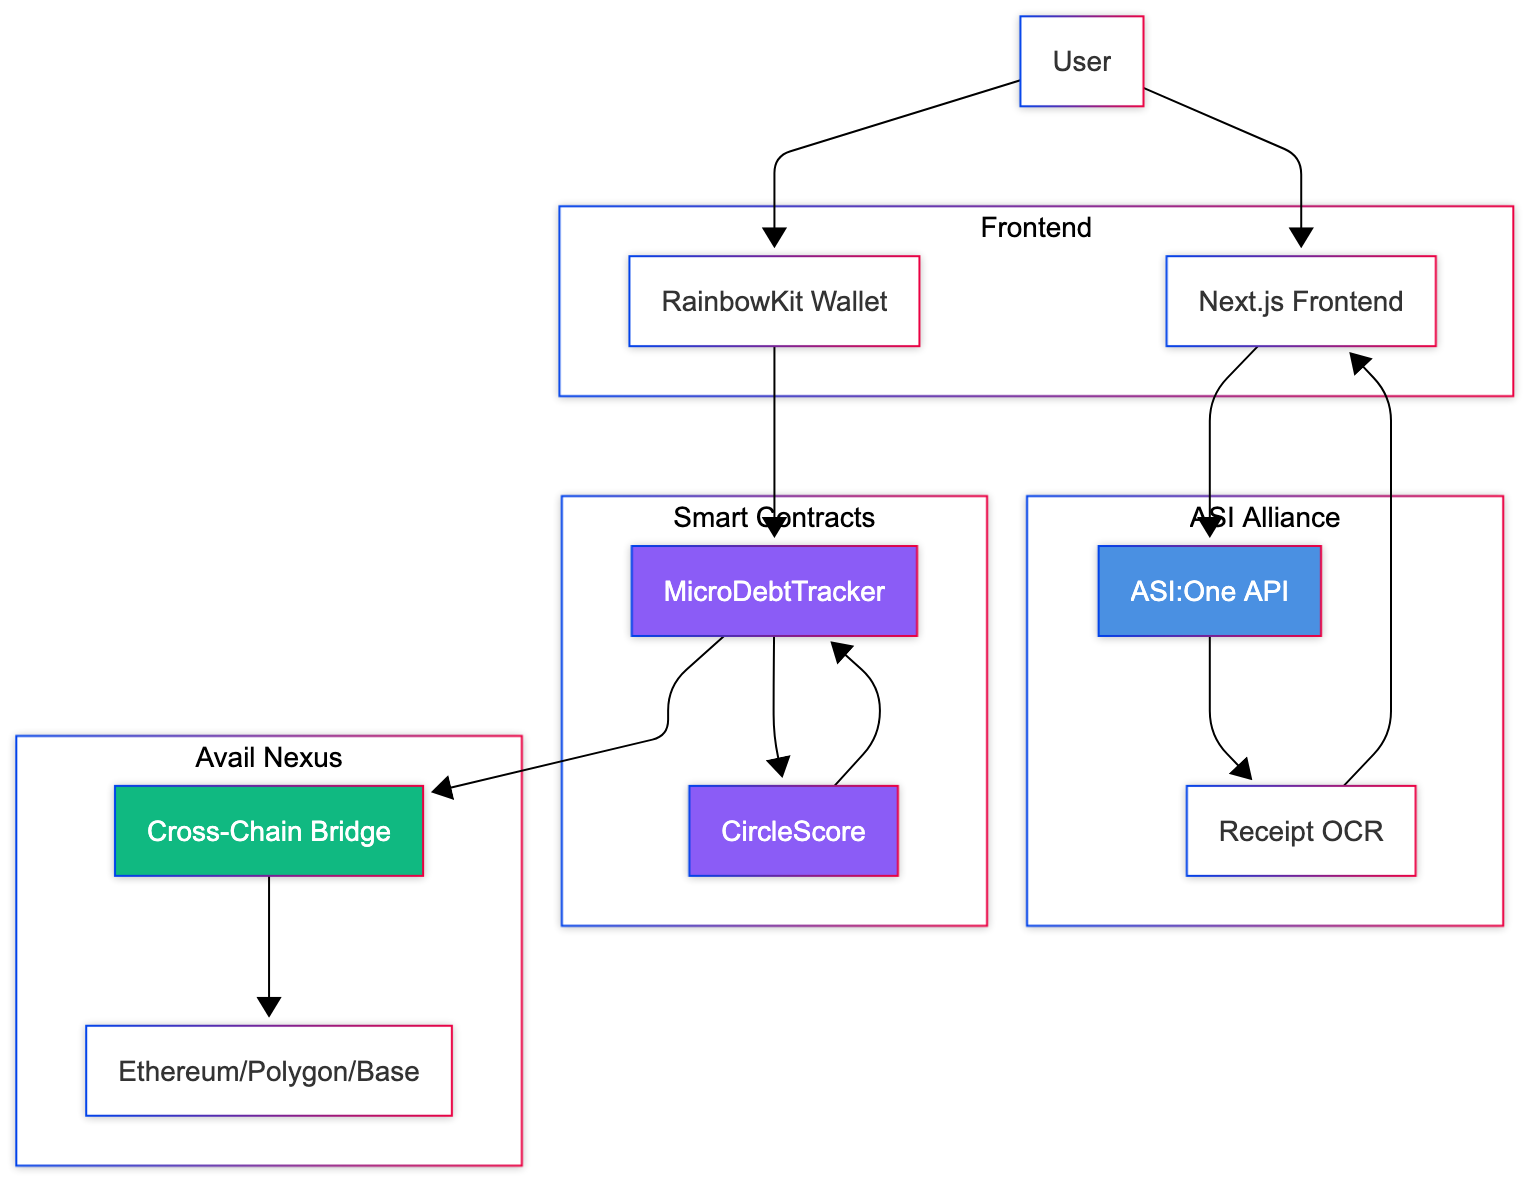 User
Frontend
RainbowKit Wallet
Next.js Frontend
Smart Contracts
ASI Alliance
MicroDebtTracker
ASI:One API
Avail Nexus
Cross-Chain Bridge
CircleScore
Receipt OCR
Ethereum/Polygon/Base